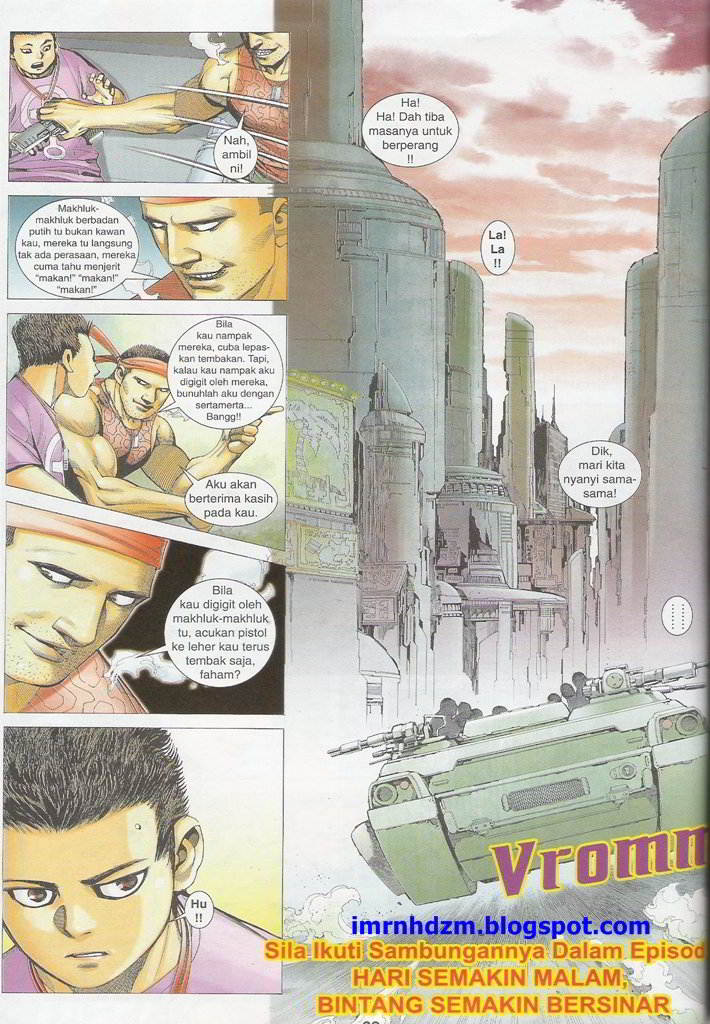 Nah,
ambil
ni!
Makhluk-
makhluk berbadan
putih tu bukan kawan
kau, mereka tu langsung
tak ada perasaan, mereka
cuma tahu menjerit
“makan!” “makan!”
“makan!”
Bila
kau nampak
mereka, cuba lepas-
kan tembakan. Tapi,
kalau kau nampak aku
digigit oleh mereka,
bunuhlah aku dengan
sertamerta...
Bangg!!
Aku akan
berterima kasih
pada kau.
Bila
kau digigit oleh
makhluk-makhluk
tu, acukan pistol
ke leher kau terus
tembak saja,
faham?
Hu
!!
Ha!
Ha! Dah tiba
masanya untuk
berperang
!!
La!
La
!!
Dik,
mari kita
nyanyi sama-
sama!
......
Vromm
imrnhdzm.blogspot.com
Sila Ikuti Sambungannya Dalam Episod
HARI SEMAKIN MALAM,
BINTANG SEMAKIN BERSINAR